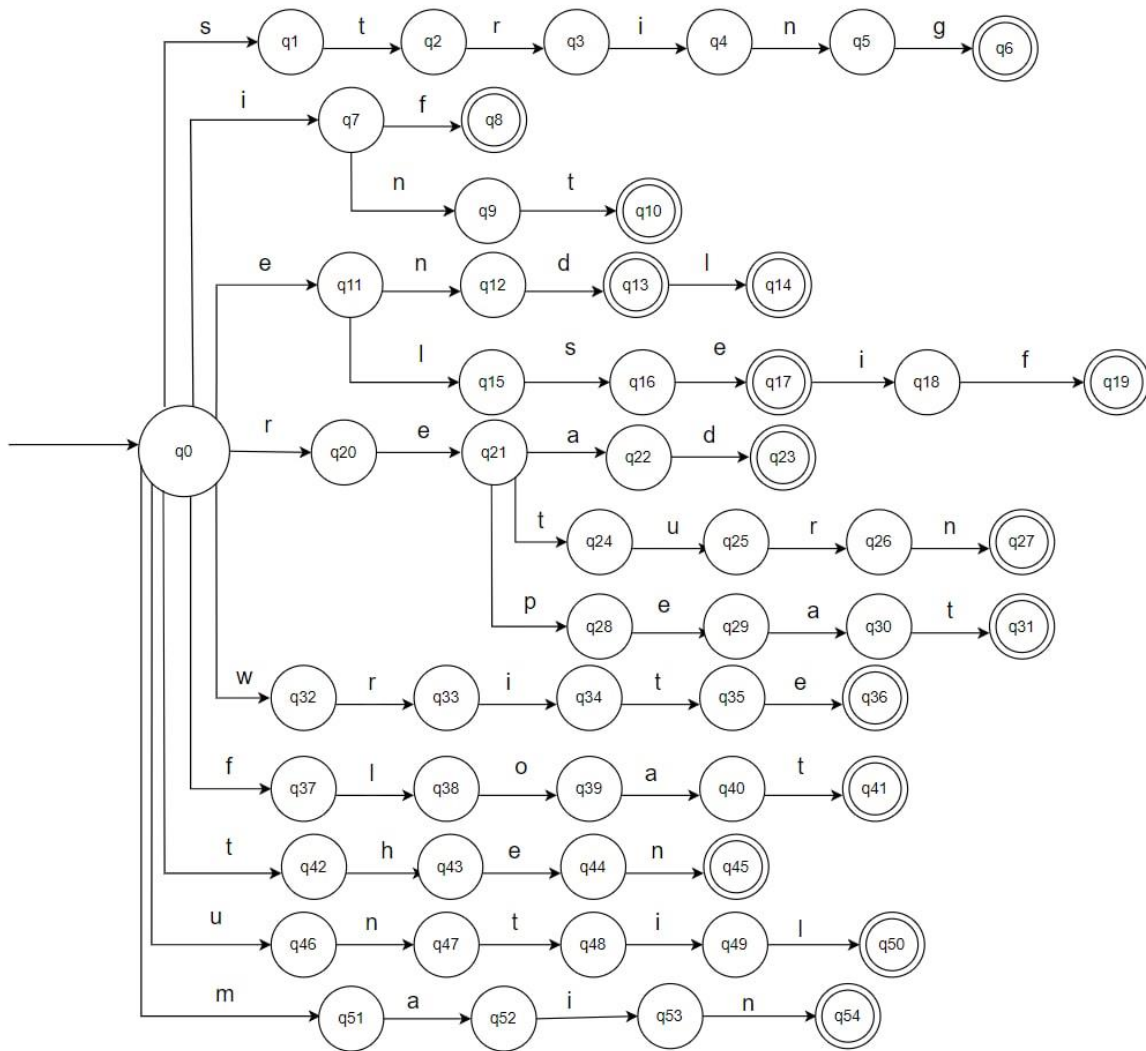 s q1 t q2 r q3 i q4 n q5 g q6
i q7 f q8
n q9 t q10
e q11 n q12 d q13 l q14
l q15 s q16 e q17 i q18 f q19
q0 r q20 e q21 a q22 d q23
t q24 u q25 r q26 n q27
p q28 e q29 a q30 t q31
w q32 r q33 i q34 t q35 e q36
f q37 l q38 o q39 a q40 t q41
t q42 h q43 e q44 n q45
u q46 n q47 t q48 i q49 l q50
m q51 a q52 i q53 n q54